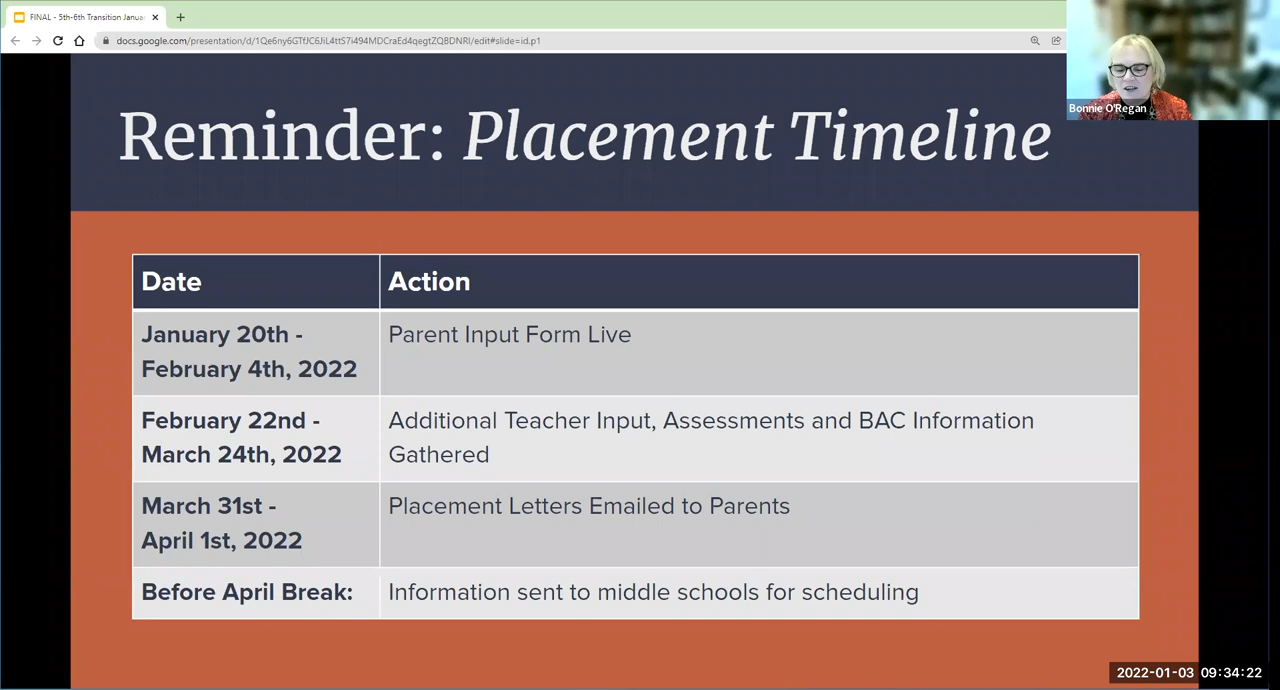 FINAL - 5th-6th Transition Janua
docs.google.com/presentation/d/1Qe6ny6GTfJC6JiL4ttS7i494MDCraEd4qegtZQBDNRI/edit#slide=id.p1
Bonnie O'Regan
Reminder: Placement Timeline
Date Action
January 20th - Parent Input Form Live
February 4th, 2022
February 22nd - Additional Teacher Input, Assessments and BAC Information
March 24th, 2022 Gathered
March 31st - Placement Letters Emailed to Parents
April 1st, 2022
Before April Break: Information sent to middle schools for scheduling
2022-01-03 09:34:22